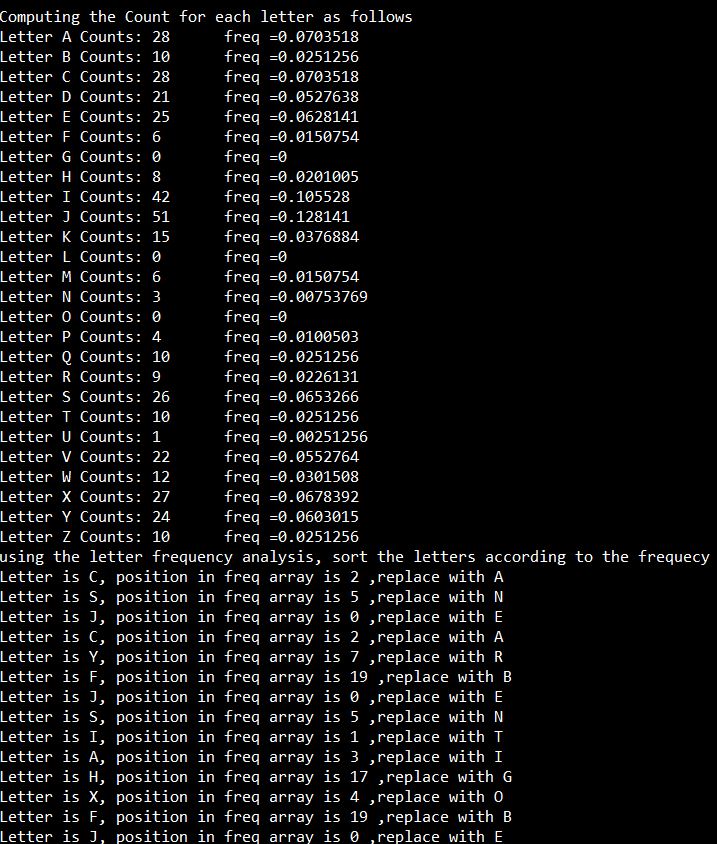 Computing the Count for each letter as follows
Letter A Counts: 28 freq =0.0703518
Letter B Counts: 10 freq =0.0251256
Letter C Counts: 28 freq =0.0703518
Letter D Counts: 21 freq =0.0527638
Letter E Counts: 25 freq =0.0628141
Letter F Counts: 6 freq =0.0150754
Letter G Counts: 0 freq =0
Letter H Counts: 8 freq =0.0201005
Letter I Counts: 42 freq =0.105528
Letter J Counts: 51 freq =0.128141
Letter K Counts: 15 freq =0.0376884
Letter L Counts: 0 freq =0
Letter M Counts: 6 freq =0.0150754
Letter N Counts: 3 freq =0.00753769
Letter O Counts: 0 freq =0
Letter P Counts: 4 freq =0.0100503
Letter Q Counts: 10 freq =0.0251256
Letter R Counts: 9 freq =0.0226131
Letter S Counts: 26 freq =0.0653266
Letter T Counts: 10 freq =0.0251256
Letter U Counts: 1 freq =0.00251256
Letter V Counts: 22 freq =0.0552764
Letter W Counts: 12 freq =0.0301508
Letter X Counts: 27 freq =0.0678392
Letter Y Counts: 24 freq =0.0603015
Letter Z Counts: 10 freq =0.0251256
using the letter frequency analysis, sort the letters according to the frequecy
Letter is C, position in freq array is 2 ,replace with A
Letter is S, position in freq array is 5 ,replace with N
Letter is J, position in freq array is 0 ,replace with E
Letter is C, position in freq array is 2 ,replace with A
Letter is Y, position in freq array is 7 ,replace with R
Letter is F, position in freq array is 19 ,replace with B
Letter is J, position in freq array is 0 ,replace with E
Letter is S, position in freq array is 5 ,replace with N
Letter is I, position in freq array is 1 ,replace with T
Letter is A, position in freq array is 3 ,replace with I
Letter is H, position in freq array is 17 ,replace with G
Letter is X, position in freq array is 4 ,replace with O
Letter is F, position in freq array is 19 ,replace with B
Letter is J, position in freq array is 0 ,replace with E